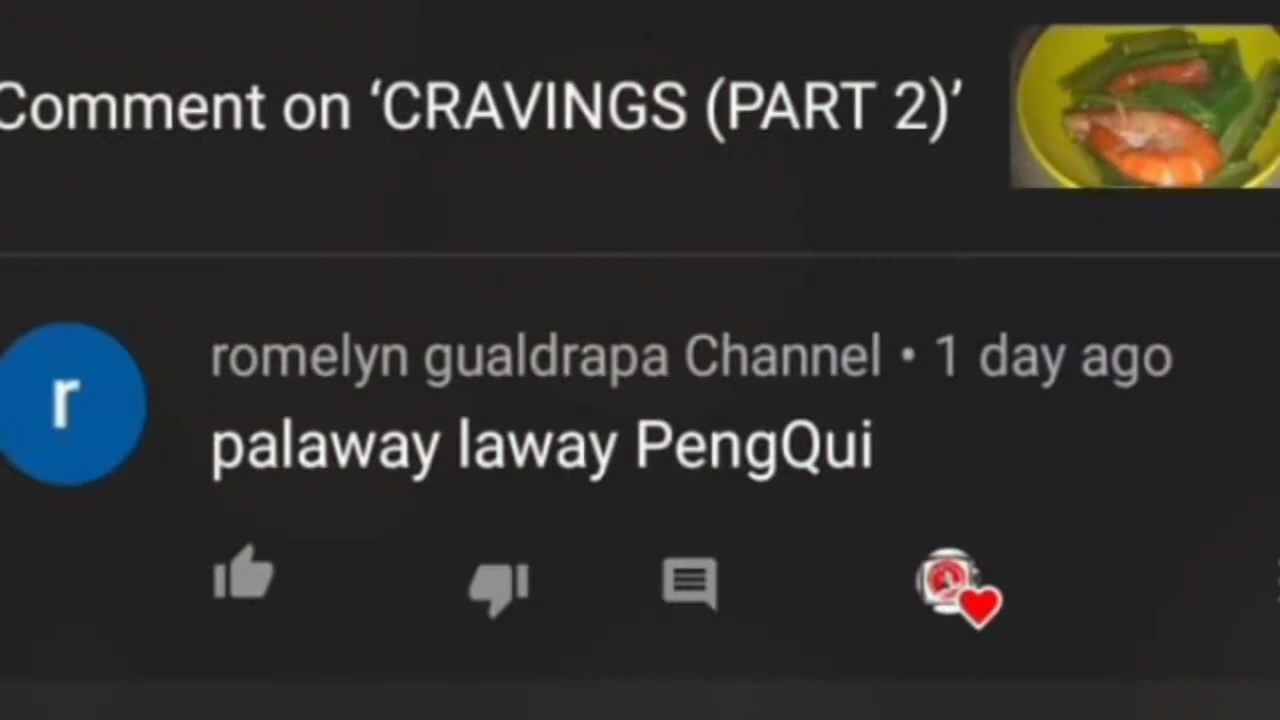 Comment on ‘CRAVINGS (PART 2)’
r
romelyn gualdrapa Channel • 1 day ago
palaway laway PengQui